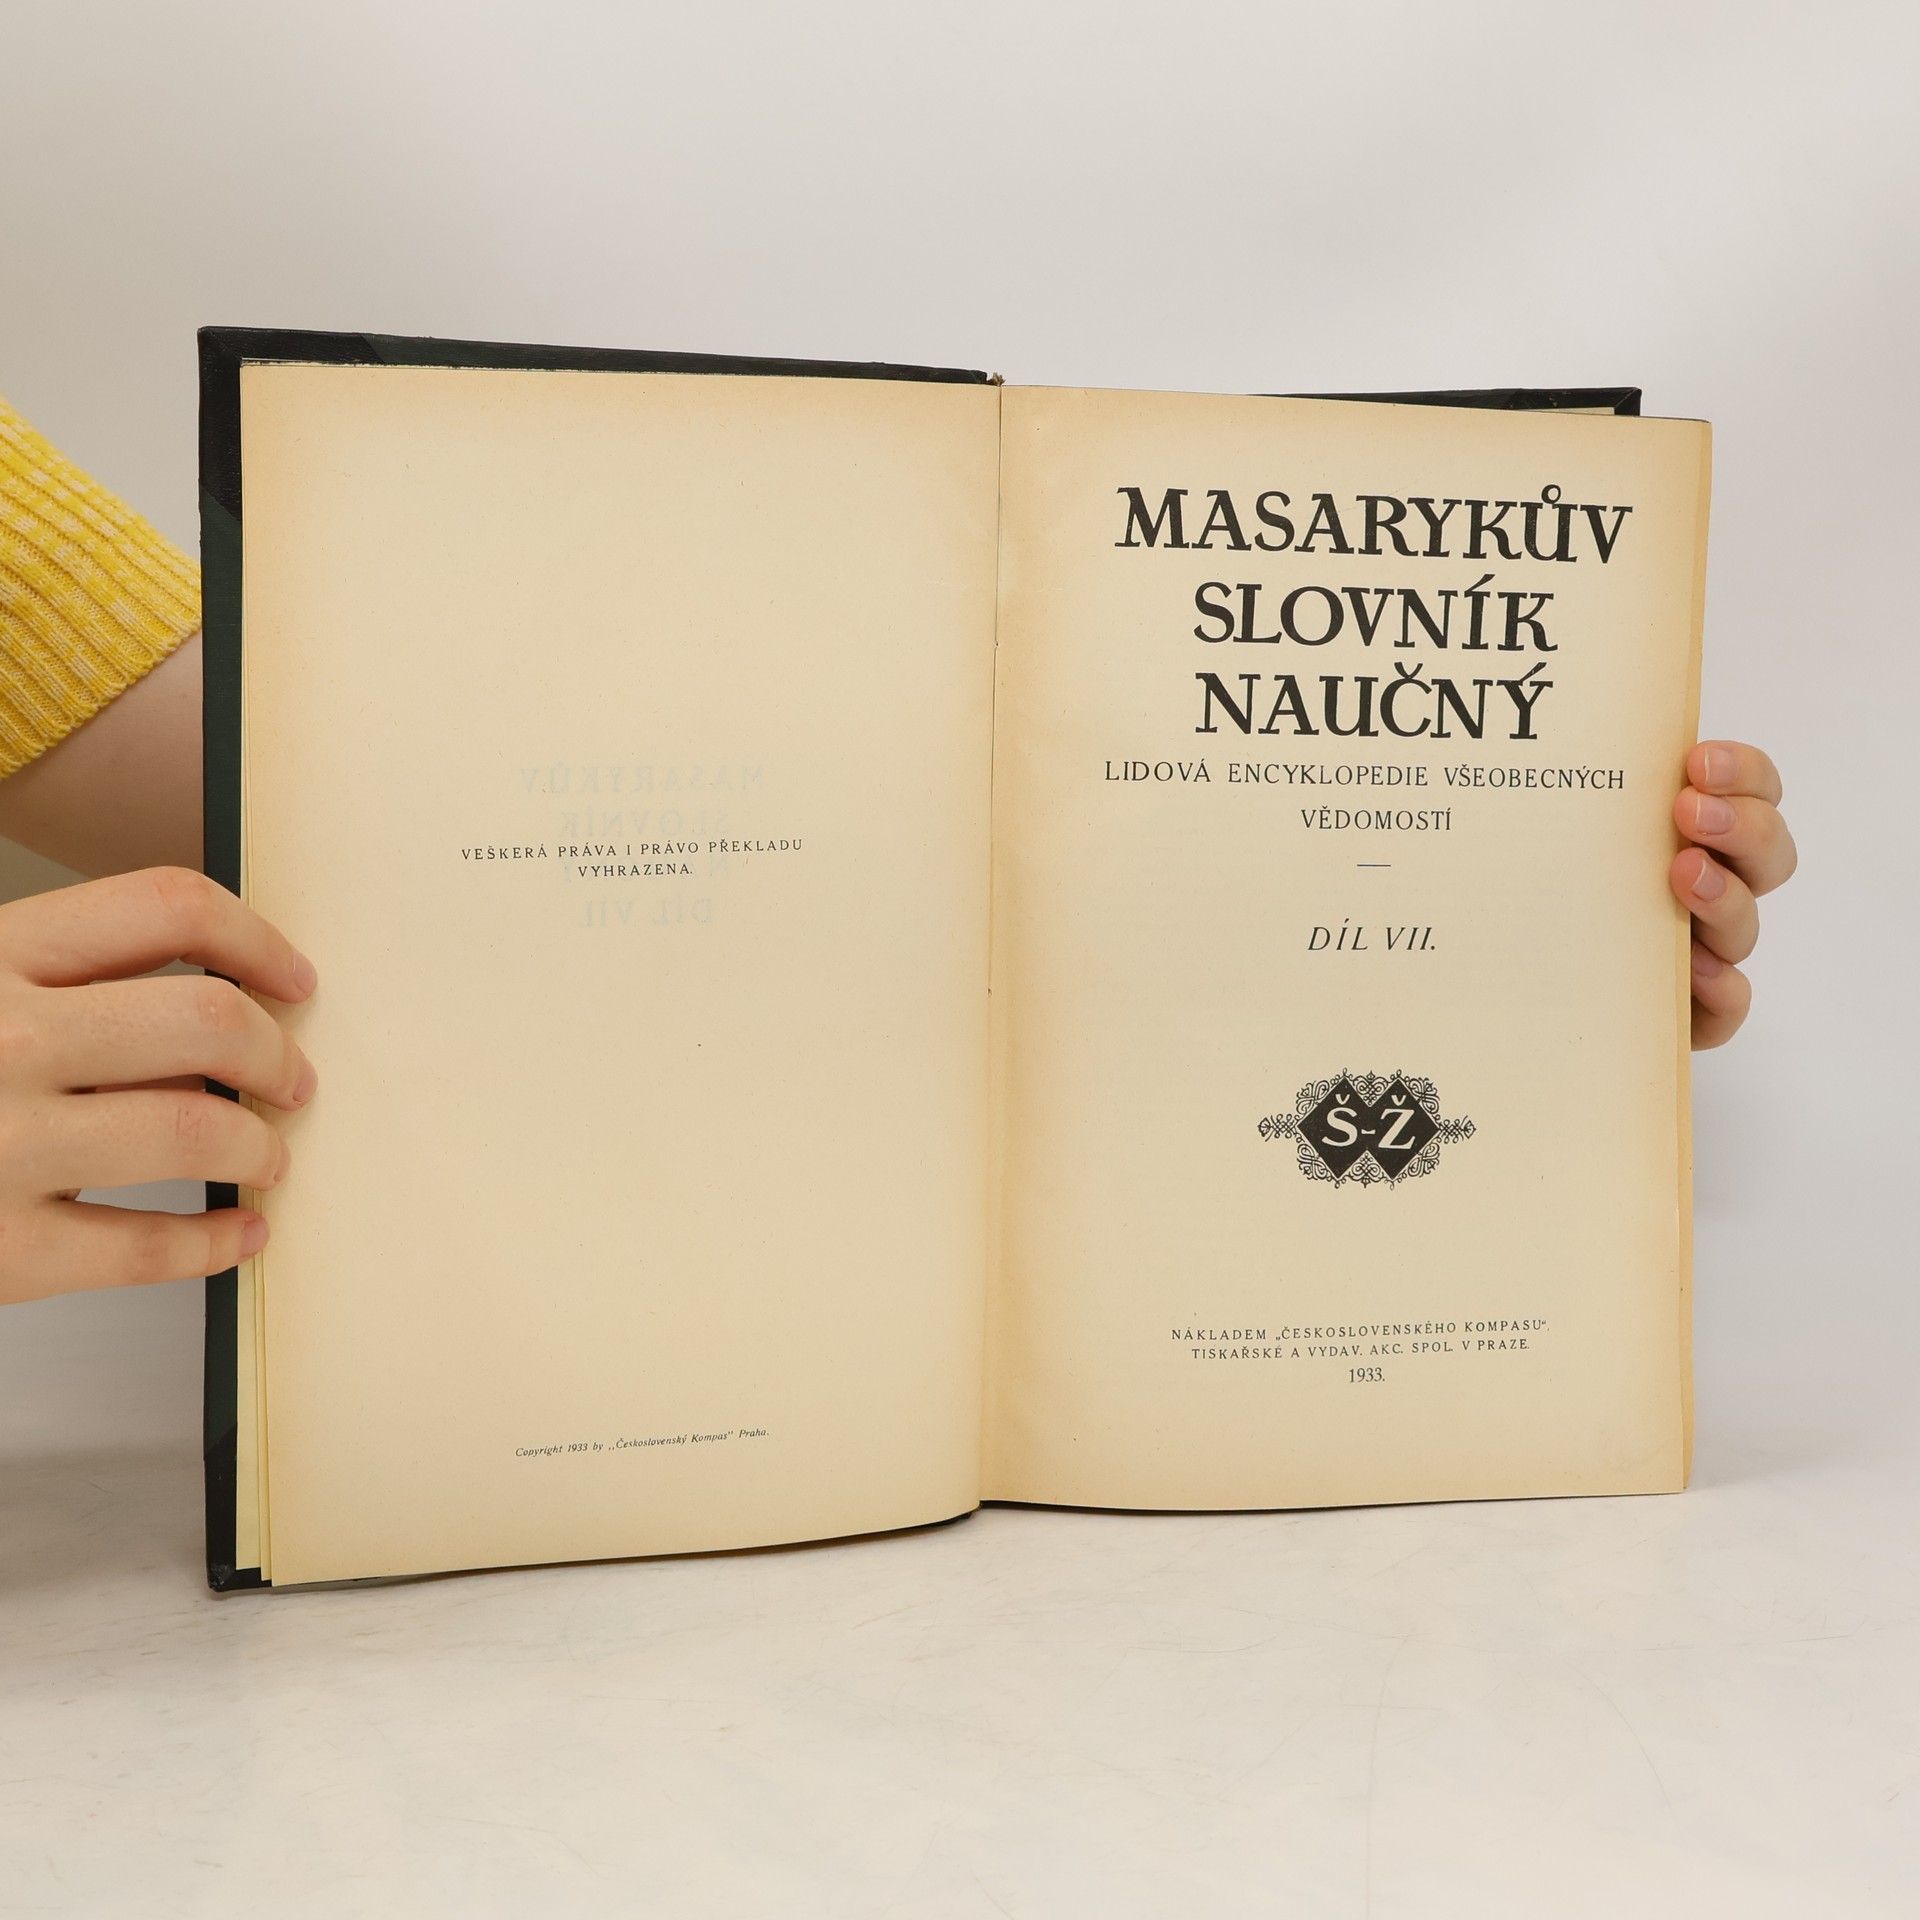 VEŠKERÁ PRÁVA I PRÁVO PŘEKLADU
VYHRAZENA.
Copyright 1933 by ,,Československý Kompas" Praha.
MASARYKŮV
SLOVNÍK
NAUČNÝ
LIDOVÁ ENCYKLOPEDIE VŠEOBECNÝCH
VĚDOMOSTÍ
DÍL VII.
Š-Ž
NÁKLADEM „ČESKOSLOVENSKÉHO KOMPASU“,
TISKAŘSKÉ A VYDAV. AKC. SPOL. V PRAZE.
1933.